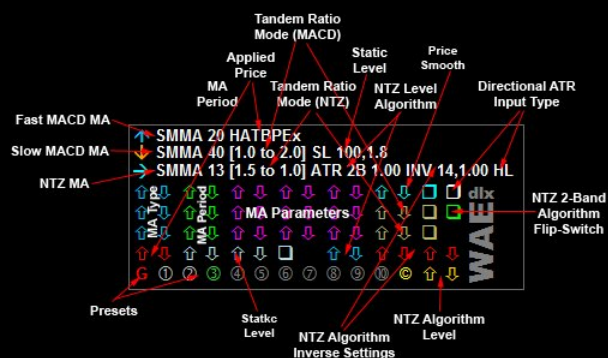 Tandem Ratio
Mode (MACD)
Applied
Price
MA
Period
Tandem Ratio
Mode (NTZ)
Static
Level
NTZ Level
Algorithm
Price
Smooth
Directional ATR
Input Type
Fast MACD MA
Slow MACD MA
NTZ MA
SMMA 20 HATBPEx
SMMA 40 [1.0 to 2.0] SL 100,1.8
SMMA 13 [1.5 to 1.0] ATR 2B 1.00 INV 14,1.00 HL
MA Type
MA Period
MA Parameters
WAE dlx
NTZ 2-Band
Algorithm
Flip-Switch
G 1 2 3 4 5 6 7 8 9 10 ©
Presets
Statkc
Level
NTZ Algorithm
Inverse Settings
NTZ Algorithm
Level